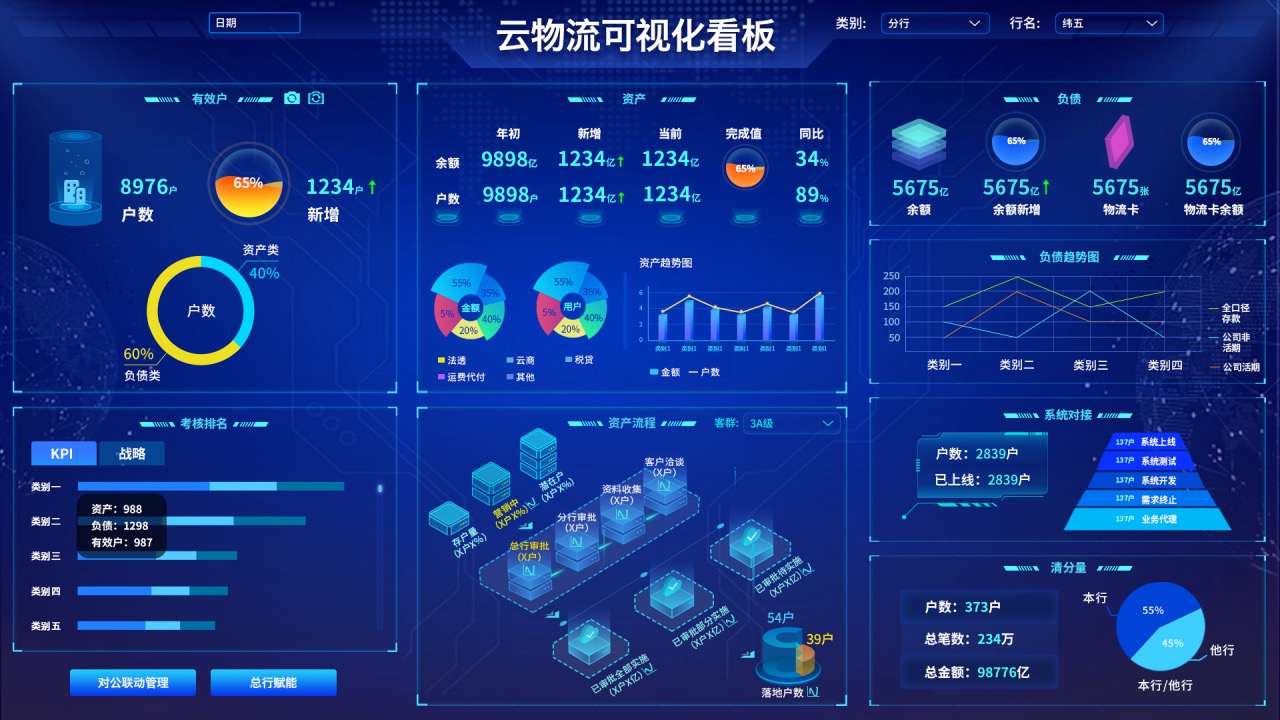 日期
云物流可视化看板
类别:
分行
行名:
纬五
有效户
8976户
户数
65%
1234户
新增
资产类
40%
户数
60%
负债类
资产
年初
新增
当前
完成值
同比
余额
9898亿
1234亿
1234亿
65%
34%
户数
9898户
1234亿
1234亿
89%
55%
35%
40%
20%
5%
金额
55%
35%
40%
20%
5%
用户
法透
云商
税贷
运费代付
其他
资产趋势图
6
4
2
0
类别1
类别1
类别1
类别1
类别1
类别1
类别1
金额
户数
负债
65%
65%
5675亿
5675亿
5675张
5675亿
余额
余额新增
物流卡
物流卡余额
负债趋势图
250
200
150
100
50
类别一
类别二
类别三
类别四
全口径
存款
公司非
活期
公司活期
考核排名
KPI
战略
类别一
类别二
类别三
类别四
类别五
资产：988
负债：1298
有效户：987
对公联动管理
总行赋能
资产流程
客群:
3A级
潜在户
(X户X%)
营销中
(X户X%)
存户量
(X户X%)
客户洽谈
(X户)
资料收集
(X户)
分行审批
(X户)
总行审批
(X户)
已审批待实施
(X户X亿)
已审批部分实施
(X户X亿)
已审批全部实施
(X户X亿)
54户
39户
落地户数
系统对接
户数：2839户
已上线：2839户
137户 系统上线
137户 系统测试
137户 系统开发
137户 需求终止
137户 业务代理
清分量
户数：373户
总笔数：234万
总金额：98776亿
本行
55%
45%
他行
本行/他行